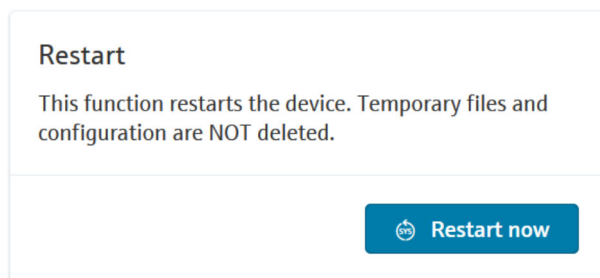 Restart
This function restarts the device. Temporary files and
configuration are NOT deleted.
SYS Restart now